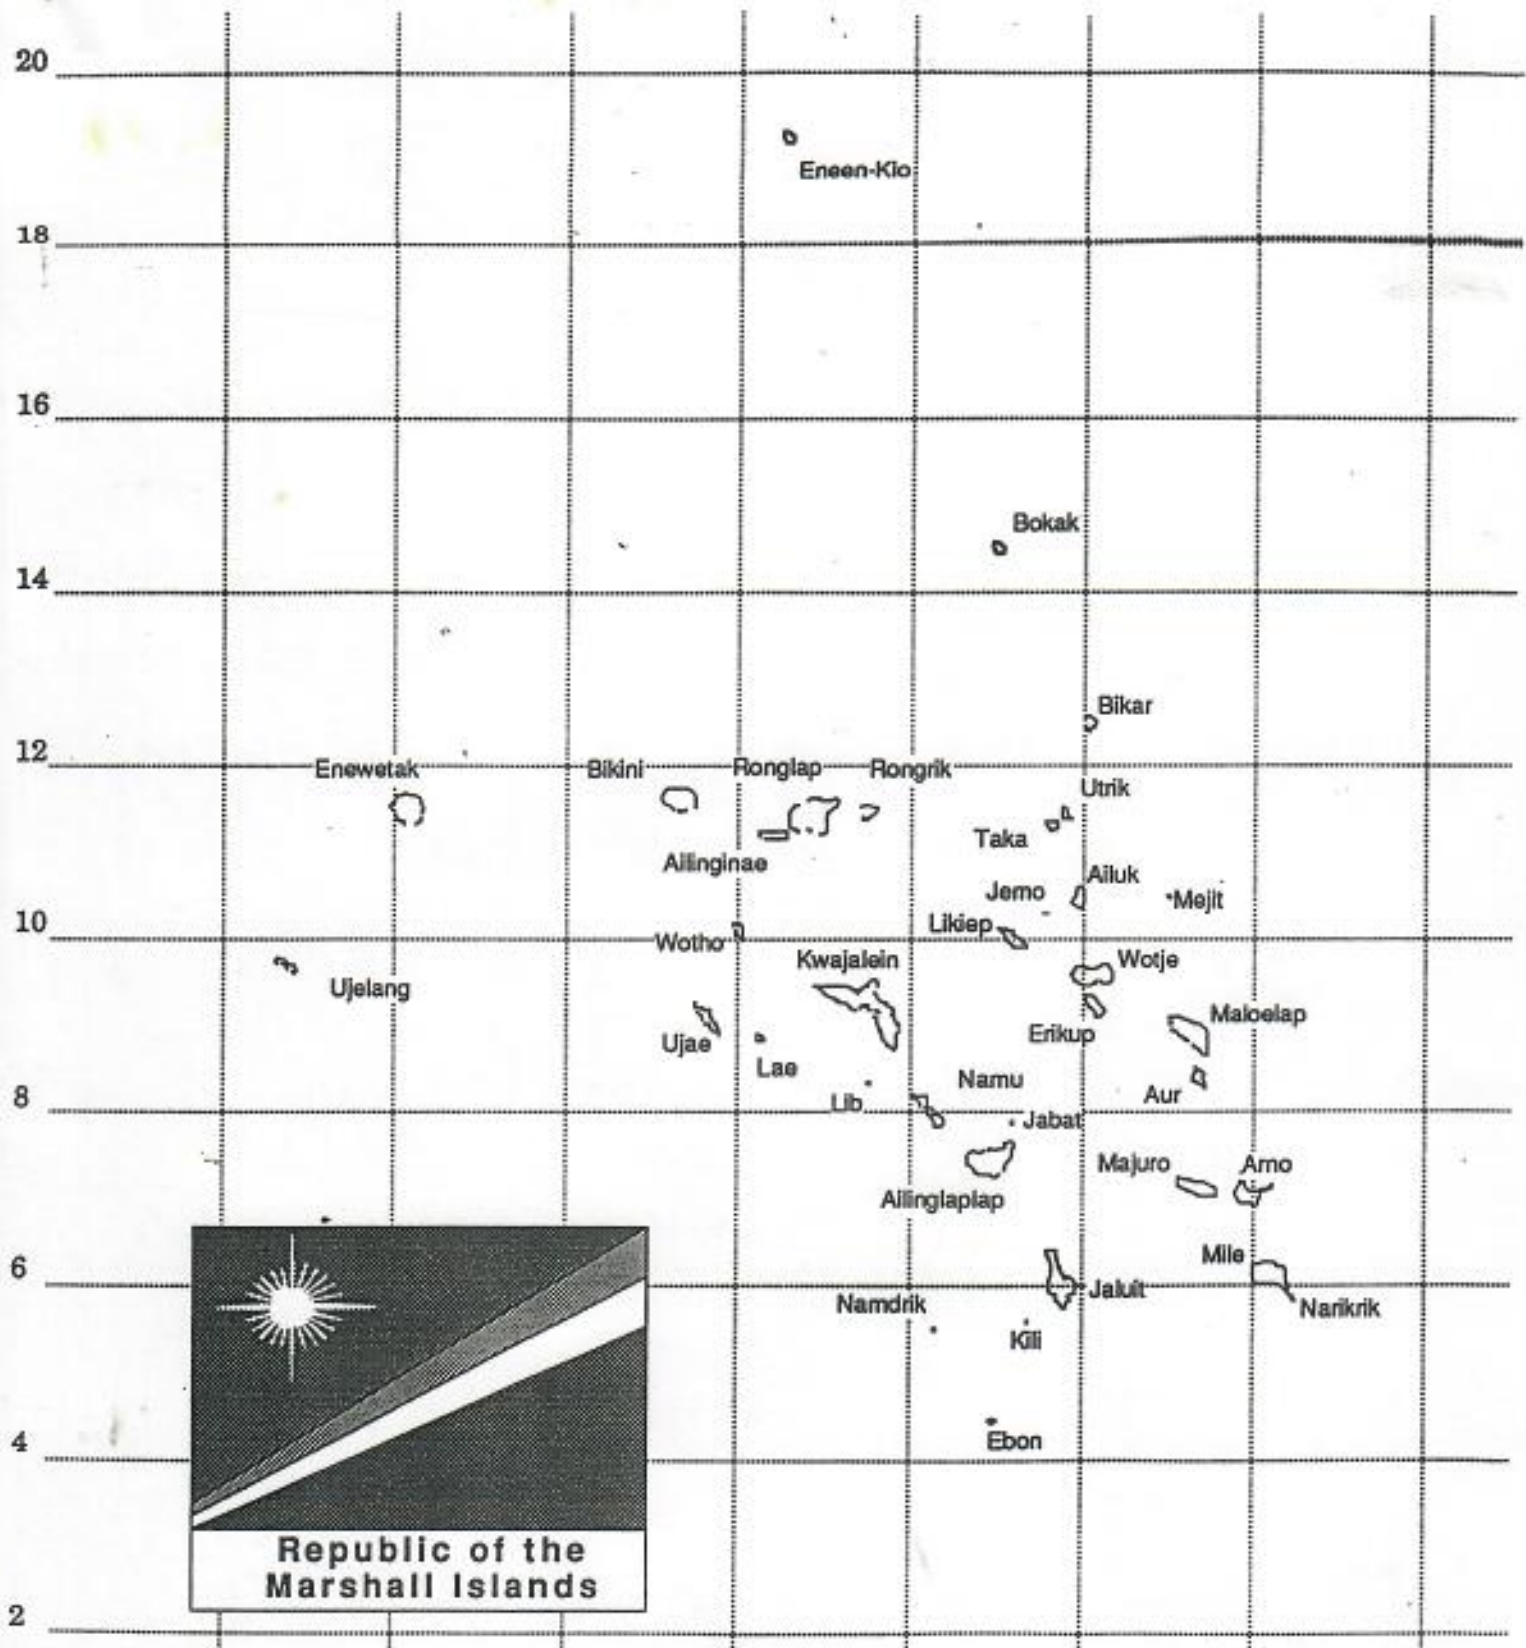 20
Eneen-Kio
18
16
Bokak
14
Bikar
12
Enewetak Bikini Ronglap Rongrik
Utrik
Taka
Ailinginae
Ailuk
Jemo
Mejit
Likiep
10
Wotho
Kwajalein
Wotje
Ujelang
Maloelap
Erikup
Ujae
Lae
Namu
Aur
8
Lib
Jabat
Majuro
Arno
Ailinglaplap
Mile
6
Jaluit
Namdrik
Narikrik
Kili
4
Ebon
Republic of the
Marshall Islands
2